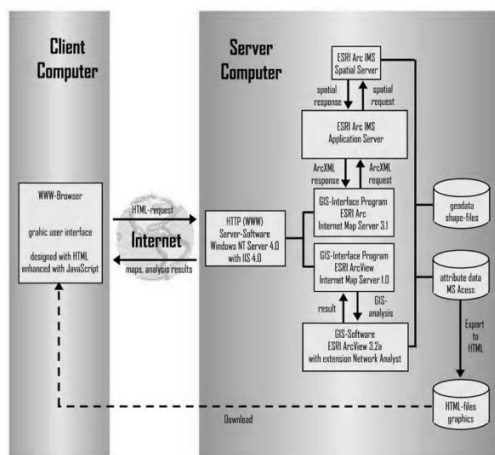 Client
Computer
Server
Computer
ESRI Arc IMS
Spatial Server
spatial
response
spatial
request
ESRI Arc IMS
Application Server
ArcXML
response
ArcXML
request
WWW-Browser
grahic user interface
designed with HTML
enhanced with JavaScript
HTML-request
Internet
maps, analysis results
HTTP (WWW)
Server-Software
Windows NT Server 4.0
with IIS 4.0
GIS-Interface Program
ESRI Arc
Internet Map Server 3.1
GIS-Interface Program
ESRI ArcView
Internet Map Server 1.0
result
GIS-
analysis
GIS-Software
ESRI ArcView 3.2a
with extension Network Analyst
geodata
shape-files
attribute data
MS Acess
Export
to
HTML
HTML-files
graphics
Download